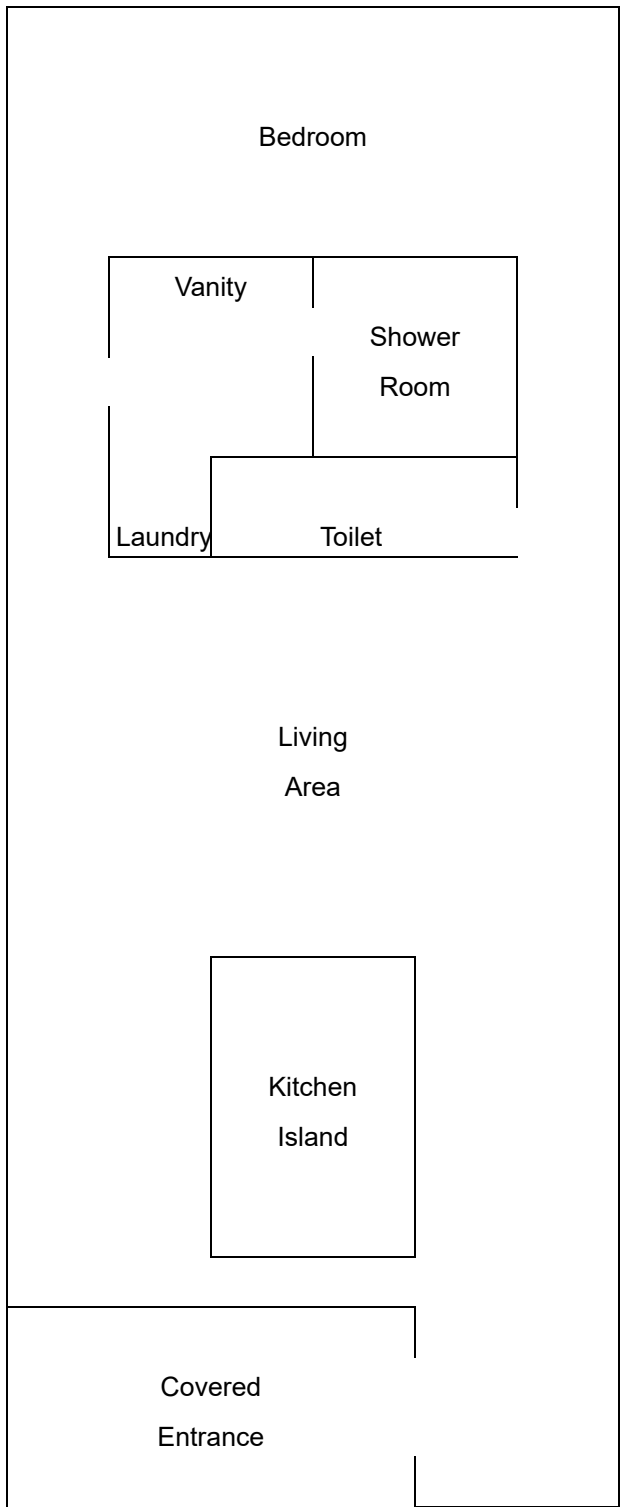 Bedroom
Vanity
Shower
Room
Laundry
Toilet
Living
Area
Kitchen
Island
Covered
Entrance